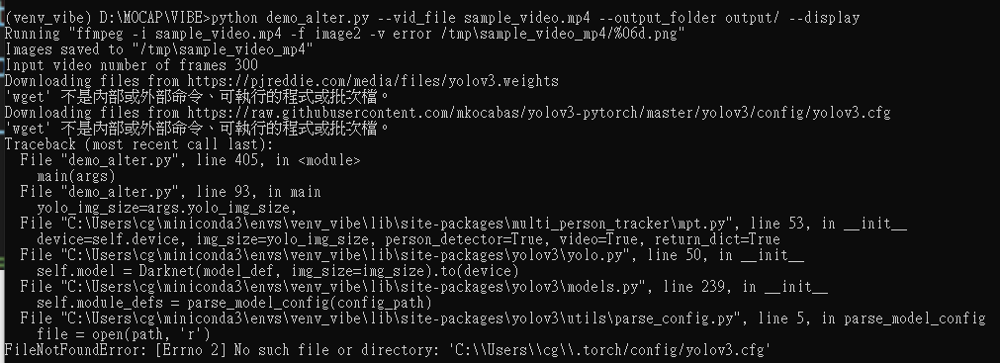 (venv_vibe) D:\MOCAP\VIBE>python demo_alter.py --vid_file sample_video.mp4 --output_folder output/ --display
Running "ffmpeg -i sample_video.mp4 -f image2 -v error /tmp\sample_video_mp4/%06d.png"
Images saved to "/tmp\sample_video_mp4"
Input video number of frames 300
Downloading files from https://pjreddie.com/media/files/yolov3.weights
'wget' 不是內部或外部命令、可執行的程式或批次檔。
Downloading files from https://raw.githubusercontent.com/mkocabas/yolov3-pytorch/master/yolov3/config/yolov3.cfg
'wget' 不是內部或外部命令、可執行的程式或批次檔。
Traceback (most recent call last):
  File "demo_alter.py", line 405, in <module>
    main(args)
  File "demo_alter.py", line 93, in main
    yolo_img_size=args.yolo_img_size,
  File "C:\Users\cg\miniconda3\envs\venv_vibe\lib\site-packages\multi_person_tracker\mpt.py", line 53, in __init__
    device=self.device, img_size=yolo_img_size, person_detector=True, video=True, return_dict=True
  File "C:\Users\cg\miniconda3\envs\venv_vibe\lib\site-packages\yolov3\yolo.py", line 50, in __init__
    self.model = Darknet(model_def, img_size=img_size).to(device)
  File "C:\Users\cg\miniconda3\envs\venv_vibe\lib\site-packages\yolov3\models.py", line 239, in __init__
    self.module_defs = parse_model_config(config_path)
  File "C:\Users\cg\miniconda3\envs\venv_vibe\lib\site-packages\yolov3\utils\parse_config.py", line 5, in parse_model_config
    file = open(path, 'r')
FileNotFoundError: [Errno 2] No such file or directory: 'C:\\Users\\cg\\.torch/config/yolov3.cfg'